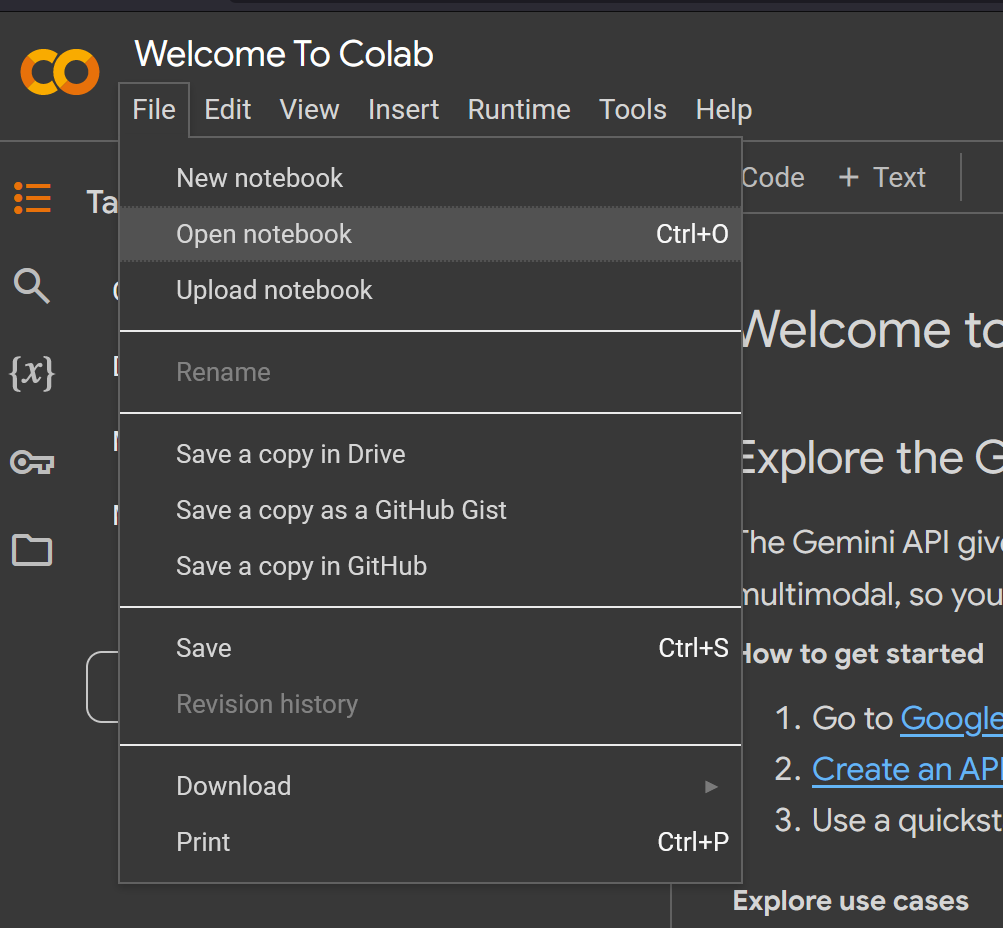 Welcome To Colab
File Edit View Insert Runtime Tools Help
New notebook
Open notebook Ctrl+O
Upload notebook
Rename
Save a copy in Drive
Save a copy as a GitHub Gist
Save a copy in GitHub
Save Ctrl+S
Revision history
Download
Print Ctrl+P
Ta
{x}
Code + Text
Welcome to
Explore the G
The Gemini API give
multimodal, so you
How to get started
1. Go to Google
2. Create an API
3. Use a quickst
Explore use cases